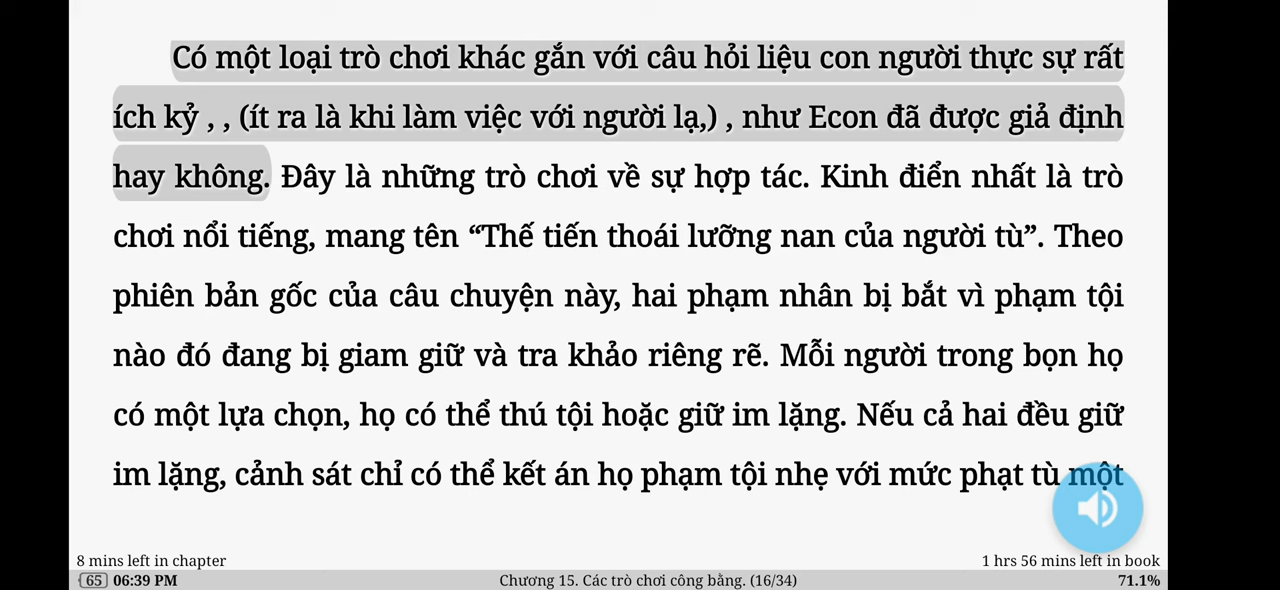 Có một loại trò chơi khác gắn với câu hỏi liệu con người thực sự rất
ích kỷ , , (ít ra là khi làm việc với người lạ,) , như Econ đã được giả định
hay không. Đây là những trò chơi về sự hợp tác. Kinh điển nhất là trò
chơi nổi tiếng, mang tên “Thế tiến thoái lưỡng nan của người tù”. Theo
phiên bản gốc của câu chuyện này, hai phạm nhân bị bắt vì phạm tội
nào đó đang bị giam giữ và tra khảo riêng rẽ. Mỗi người trong bọn họ
có một lựa chọn, họ có thể thú tội hoặc giữ im lặng. Nếu cả hai đều giữ
im lặng, cảnh sát chỉ có thể kết án họ phạm tội nhẹ với mức phạt tù một
8 mins left in chapter
1 hrs 56 mins left in book
65 06:39 PM
Chương 15. Các trò chơi công bằng. (16/34)
71.1%